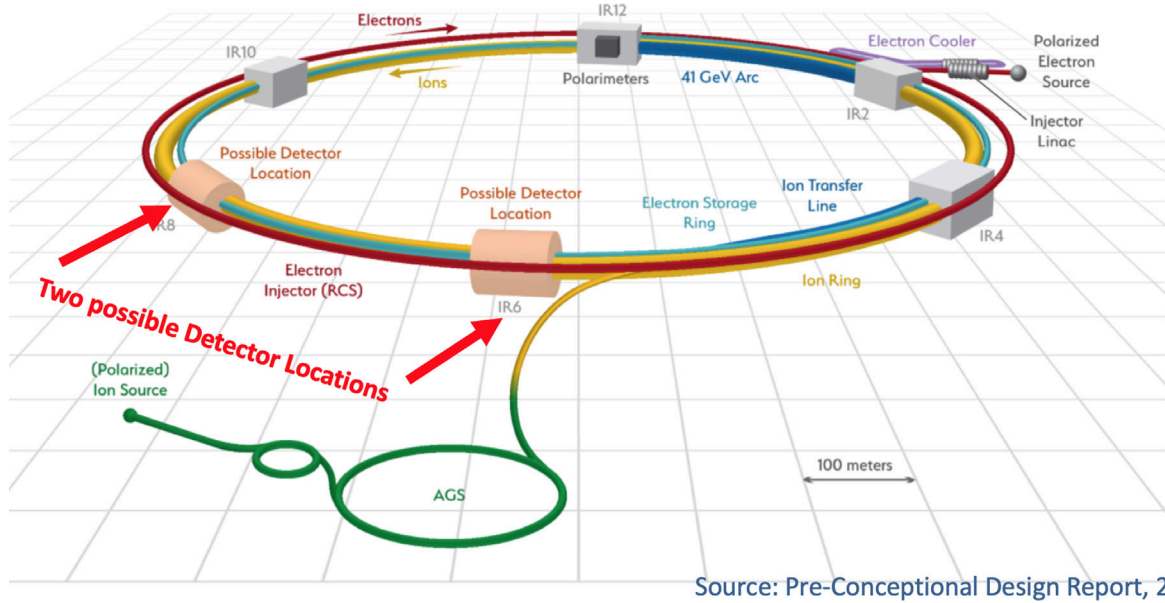 IR12
Electrons
IR10
Ions
Polarimeters
41 GeV Arc
Electron Cooler
Polarized
Electron
Source
IR2
Injector
Linac
Possible Detector
Location
Possible Detector
Location
Ion Transfer
Line
Electron Storage
Ring
IR8
IR4
Electron
Injector (RCS)
Ion Ring
IR6
Two possible Detector Locations
(Polarized)
Ion Source
100 meters
AGS
Source: Pre-Conceptual Design Report, 2